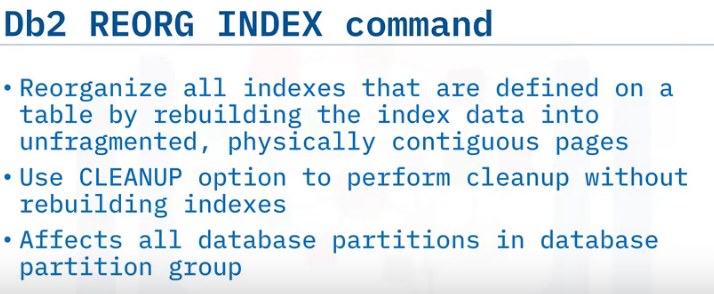 Db2 REORG INDEX command
• Reorganize all indexes that are defined on a
table by rebuilding the index data into
unfragmented, physically contiguous pages
• Use CLEANUP option to perform cleanup without
rebuilding indexes
• Affects all database partitions in database
partition group